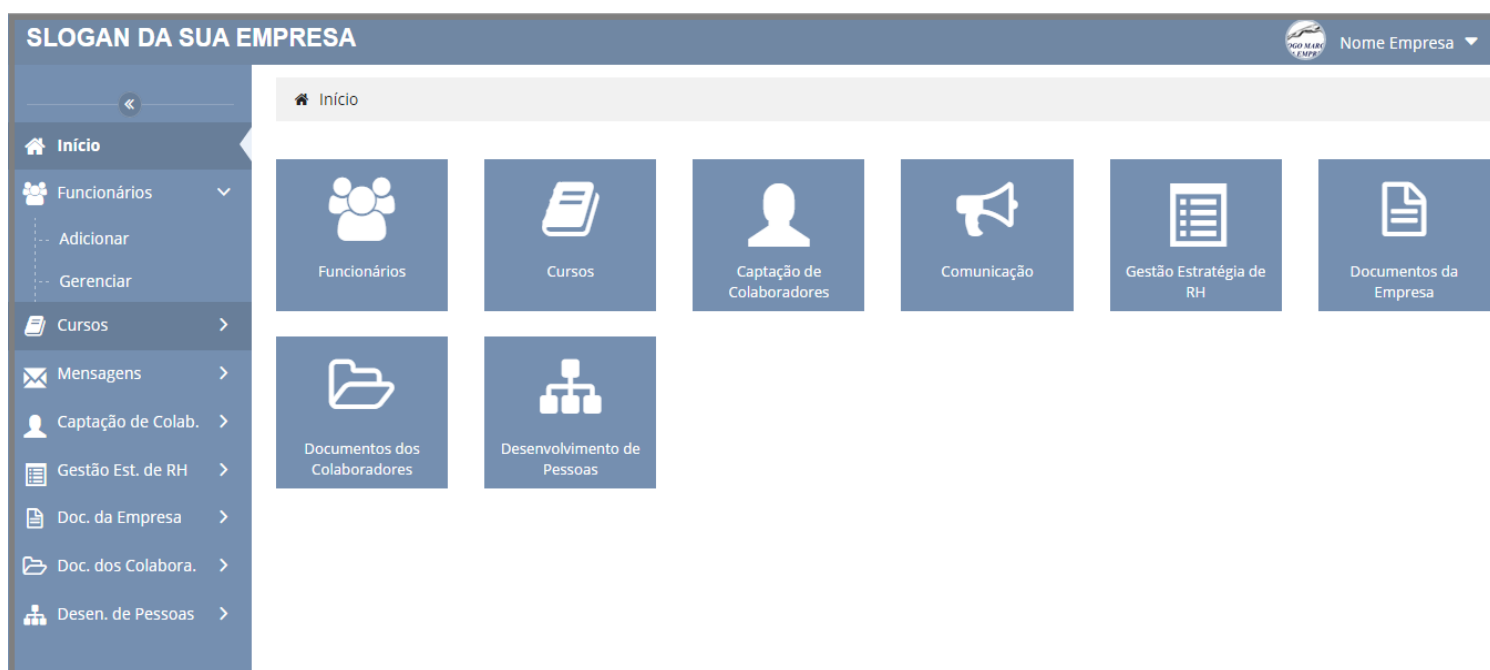 SLOGAN DA SUA EMPRESA
Nome Empresa
Início
Início
Funcionários
Adicionar
Gerenciar
Cursos
Mensagens
Captação de Colab.
Gestão Est. de RH
Doc. da Empresa
Doc. dos Colabora.
Desen. de Pessoas
Funcionários
Cursos
Captação de
Colaboradores
Comunicação
Gestão Estratégia de
RH
Documentos da
Empresa
Documentos dos
Colaboradores
Desenvolvimento de
Pessoas